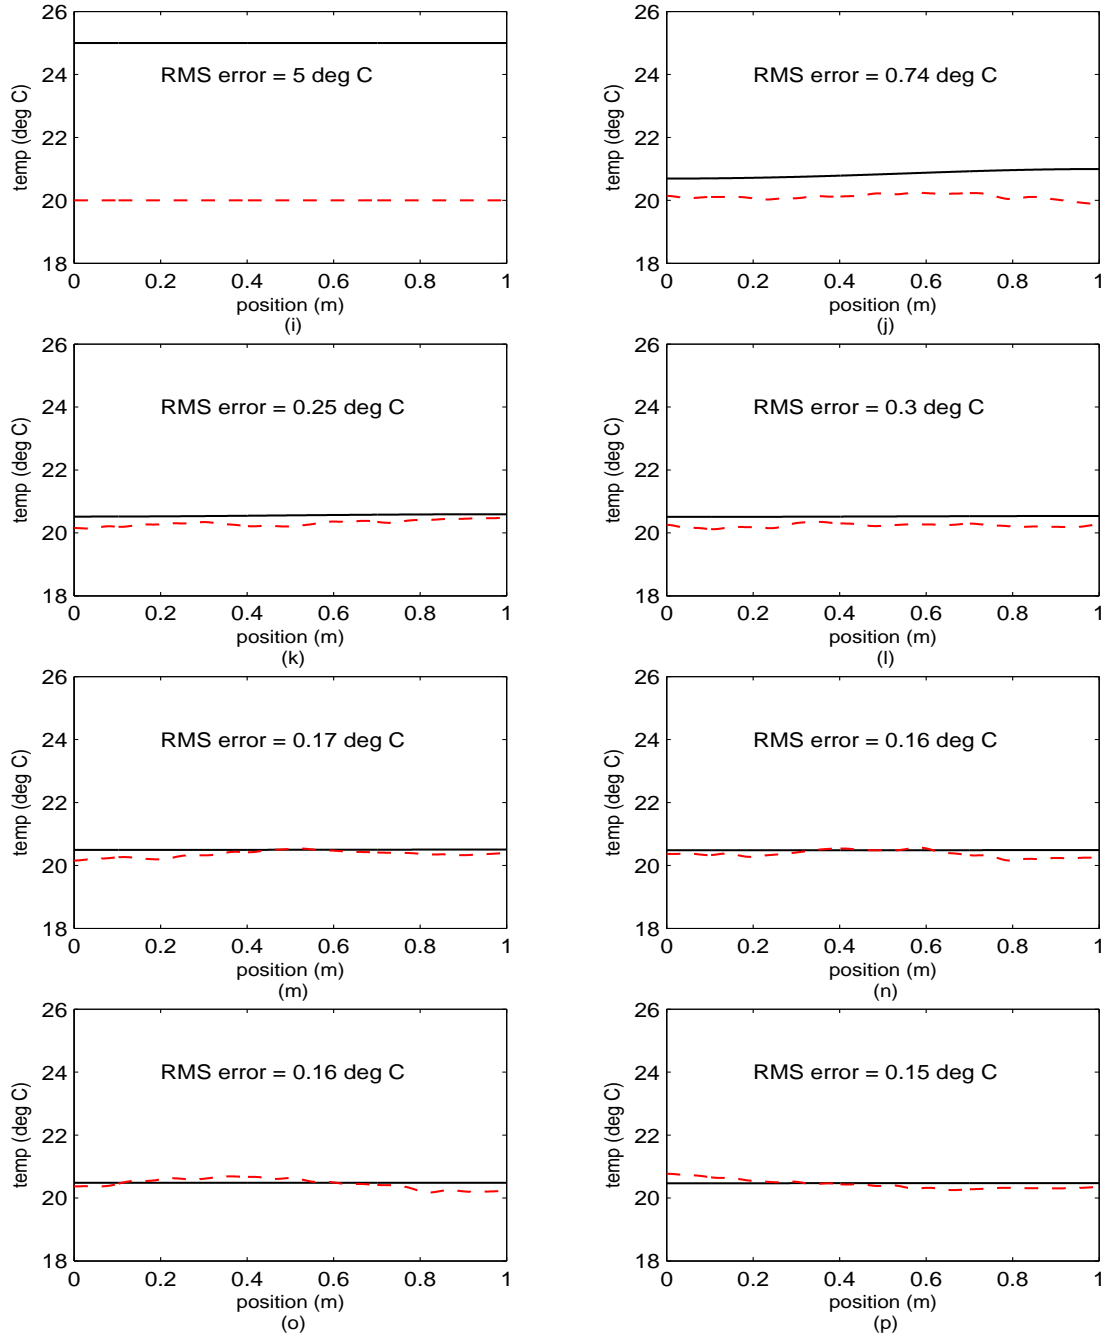 26
24
22
20
18
temp (deg C)
RMS error = 5 deg C
0 0.2 0.4 0.6 0.8 1
position (m)
(i)
26
24
22
20
18
temp (deg C)
RMS error = 0.74 deg C
0 0.2 0.4 0.6 0.8 1
position (m)
(j)
26
24
22
20
18
temp (deg C)
RMS error = 0.25 deg C
0 0.2 0.4 0.6 0.8 1
position (m)
(k)
26
24
22
20
18
temp (deg C)
RMS error = 0.3 deg C
0 0.2 0.4 0.6 0.8 1
position (m)
(l)
26
24
22
20
18
temp (deg C)
RMS error = 0.17 deg C
0 0.2 0.4 0.6 0.8 1
position (m)
(m)
26
24
22
20
18
temp (deg C)
RMS error = 0.16 deg C
0 0.2 0.4 0.6 0.8 1
position (m)
(n)
26
24
22
20
18
temp (deg C)
RMS error = 0.16 deg C
0 0.2 0.4 0.6 0.8 1
position (m)
(o)
26
24
22
20
18
temp (deg C)
RMS error = 0.15 deg C
0 0.2 0.4 0.6 0.8 1
position (m)
(p)